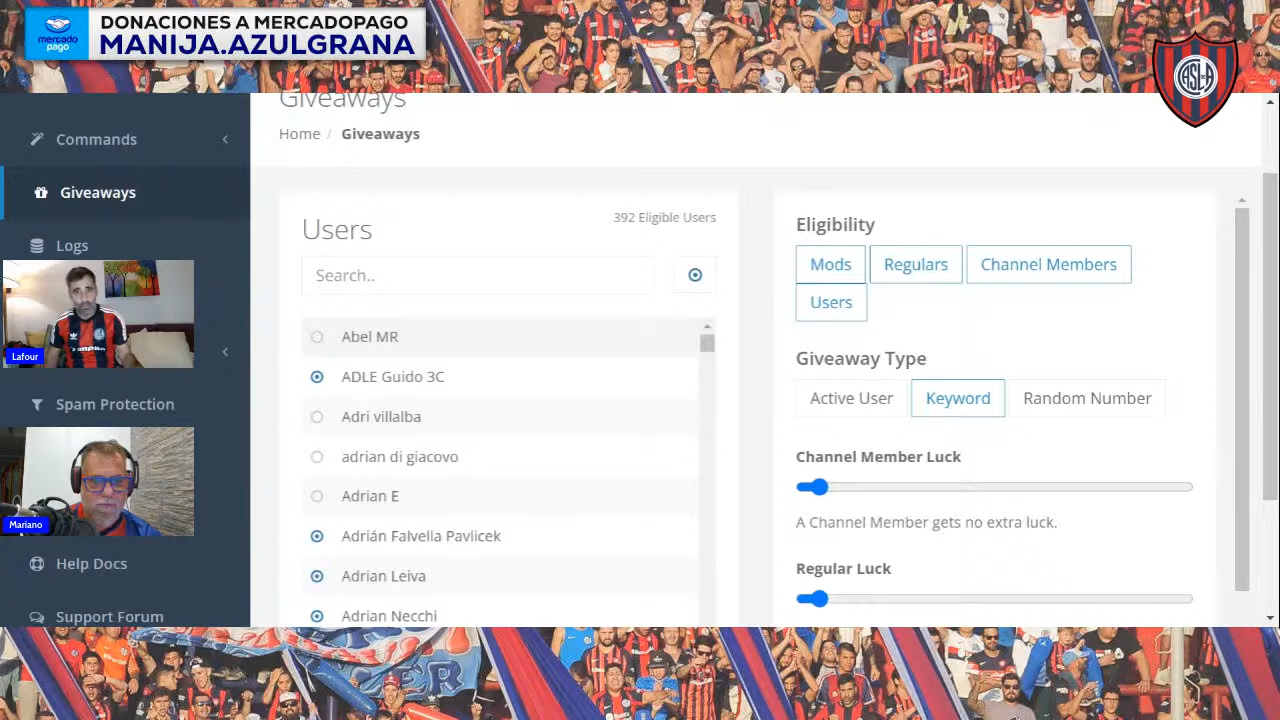 DONACIONES A MERCADOPAGO
MANIJA.AZULGRANA
mercado
pago
Giveaways
Home / Giveaways
Commands
Giveaways
Logs
Lafour
Spam Protection
Mariano
Help Docs
Support Forum
Users
392 Eligible Users
Search..
Abel MR
ADLE Guido 3C
Adri villalba
adrian di giacovo
Adrian E
Adrián Falvella Pavlicek
Adrian Leiva
Adrian Necchi
Eligibility
Mods
Regulars
Channel Members
Users
Giveaway Type
Active User
Keyword
Random Number
Channel Member Luck
A Channel Member gets no extra luck.
Regular Luck